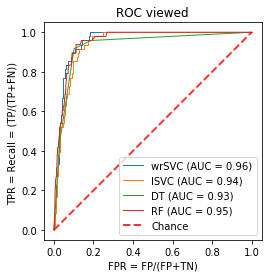 ROC viewed
TPR = Recall = (TP/(TP+FN))
1.0
0.8
0.6
0.4
0.2
0.0
wrSVC (AUC = 0.96)
lSVC (AUC = 0.94)
DT (AUC = 0.93)
RF (AUC = 0.95)
Chance
0.0 0.2 0.4 0.6 0.8 1.0
FPR = FP/(FP+TN)